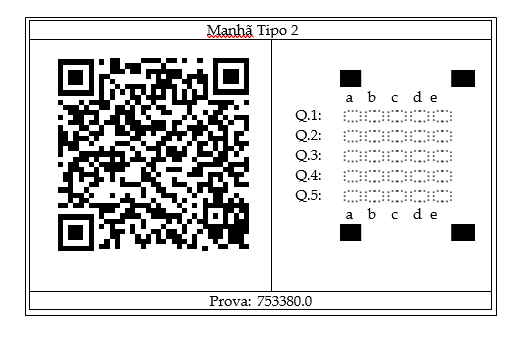 Manhã Tipo 2
a b c d e
Q.1:
Q.2:
Q.3:
Q.4:
Q.5:
a b c d e
Prova: 753380.0